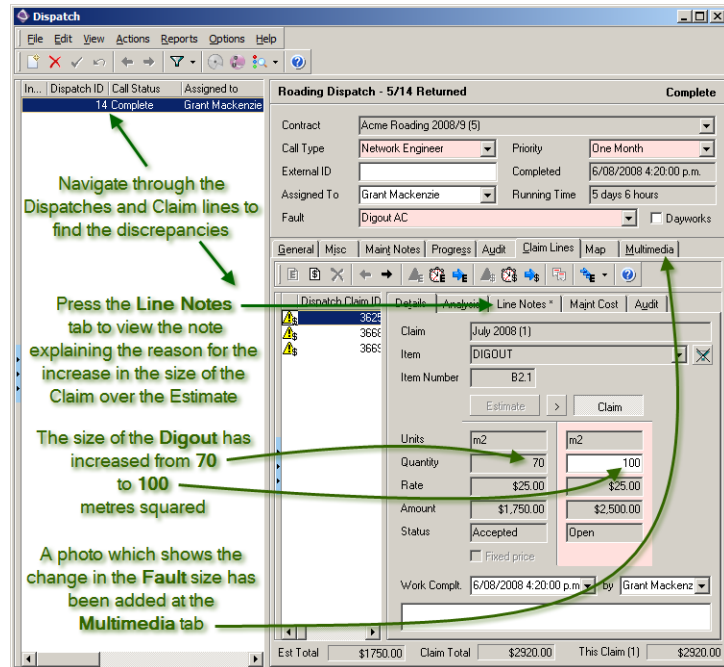 Dispatch
File Edit View Actions Reports Options Help
In... Dispatch ID Call Status Assigned to
14 Complete Grant Mackenzie
Navigate through the
Dispatches and Claim lines to
find the discrepancies
Press the Line Notes
tab to view the note
explaining the reason for the
increase in the size of the
Claim over the Estimate
The size of the Digout has
increased from 70
to 100
metres squared
A photo which shows the
change in the Fault size has
been added at the
Multimedia tab
Roading Dispatch - 5/14 Returned Complete
Contract Acme Roading 2008/9 (5)
Call Type Network Engineer Priority One Month
External ID Completed 6/08/2008 4:20:00 p.m.
Assigned To Grant Mackenzie Running Time 5 days 6 hours
Fault Digout AC Dayworks
General Misc Maint Notes Progress Audit Claim Lines Map Multimedia
Dispatch Claim ID
3625
3668
3669
Details Analysis Line Notes * Maint Cost Audit
Claim July 2008 (1)
Item DIGOUT
Item Number B2.1
Estimate > Claim
Units m2 m2
Quantity 70 100
Rate $25.00 $25.00
Amount $1,750.00 $2,500.00
Status Accepted Open
Fixed price
Work Complt. 6/08/2008 4:20:00 p.m by Grant Mackenz
Est Total $1750.00 Claim Total $2920.00 This Claim (1) $2920.00